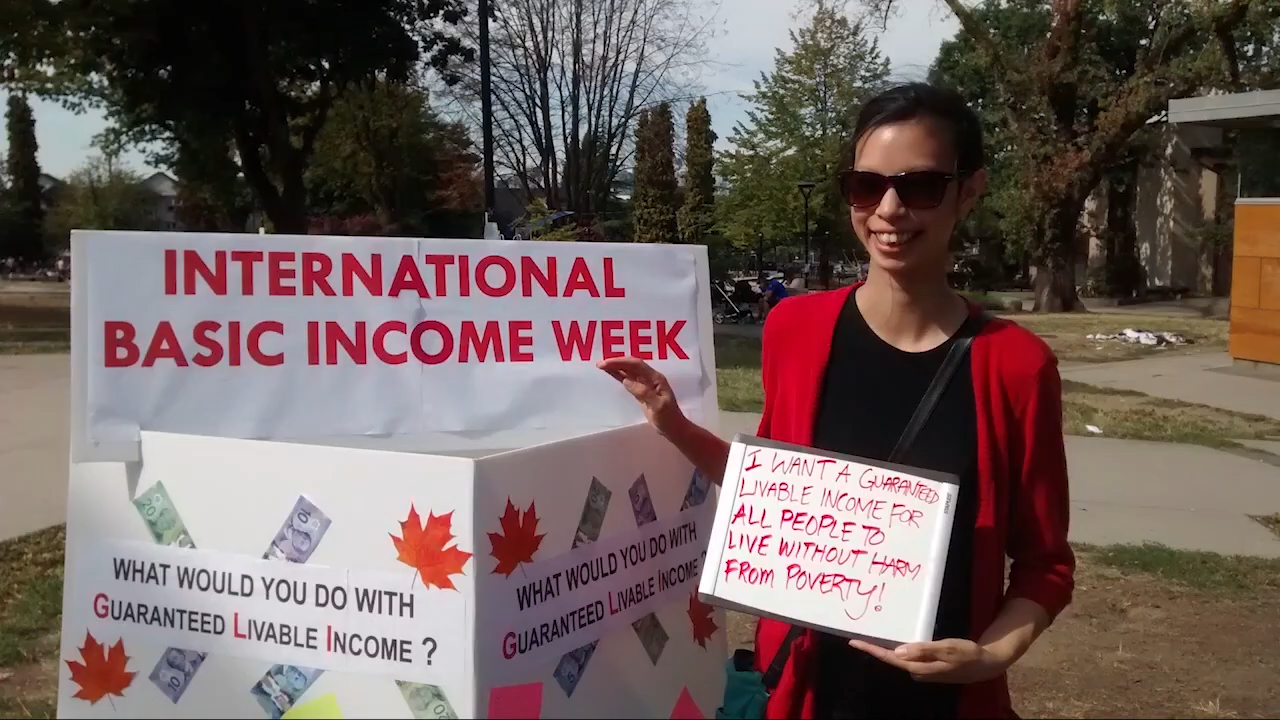 INTERNATIONAL
BASIC INCOME WEEK
WHAT WOULD YOU DO WITH
GUARANTEED LIVABLE INCOME ?
WHAT WOULD YOU DO WITH
GUARANTEED LIVABLE INCOME ?
I WANT A GUARANTEED
LIVABLE INCOME FOR
ALL PEOPLE TO
LIVE WITHOUT HARM
FROM POVERTY!